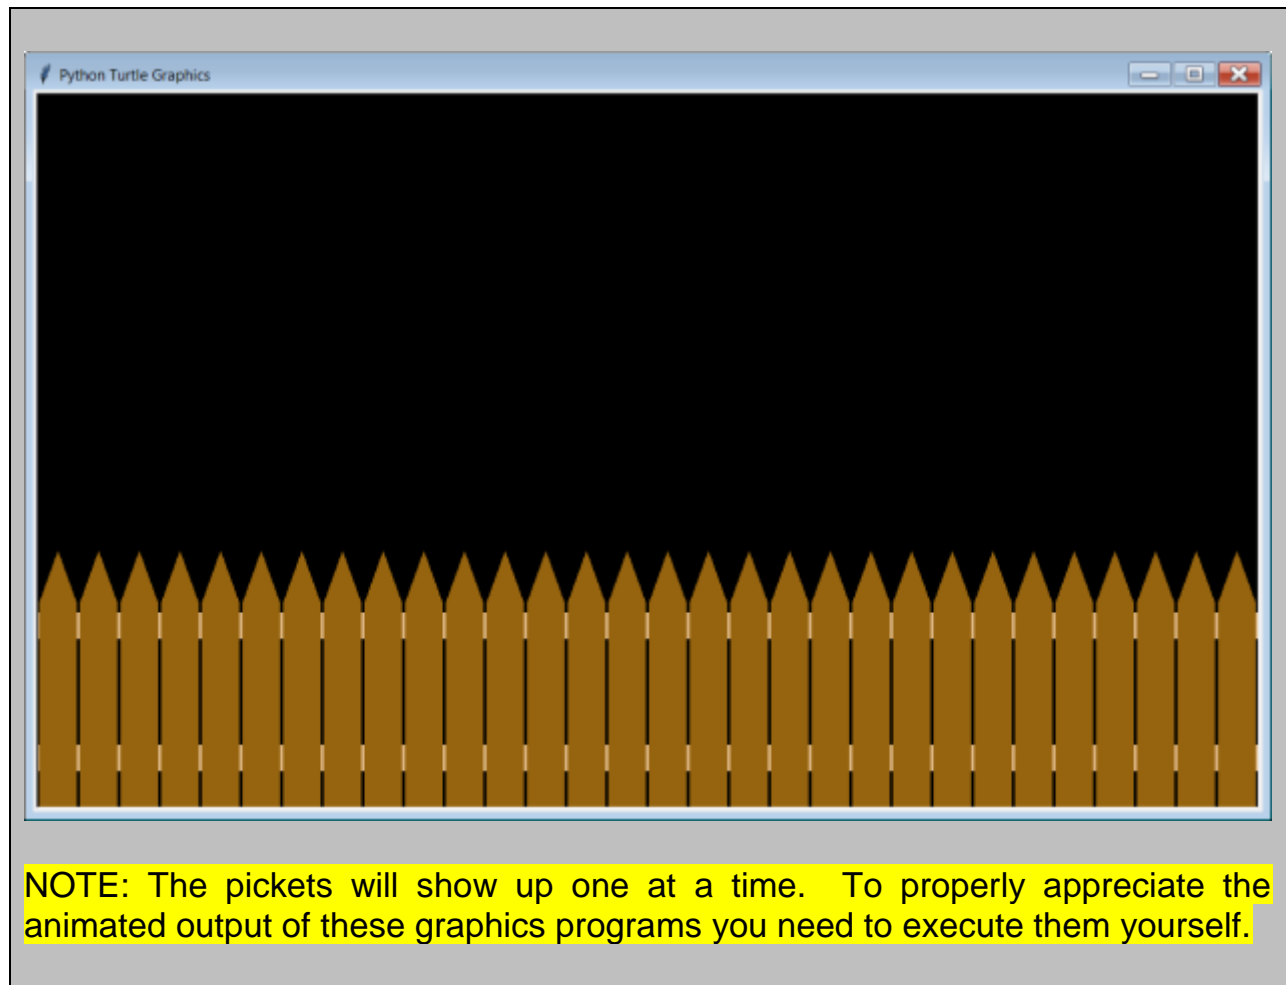 Python Turtle Graphics
NOTE: The pickets will show up one at a time. To properly appreciate the
animated output of these graphics programs you need to execute them yourself.